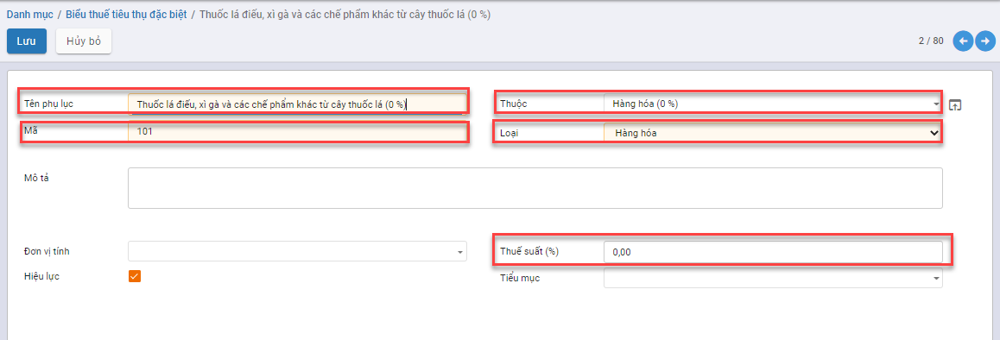 Danh mục / Biểu thuế tiêu thụ đặc biệt / Thuốc lá điếu, xì gà và các chế phẩm khác từ cây thuốc lá (0 %)
Lưu Hủy bỏ 2 / 80
Tên phụ lục Thuốc lá điếu, xì gà và các chế phẩm khác từ cây thuốc lá (0 %) Thuộc Hàng hóa (0 %)
Mã 101 Loại Hàng hóa
Mô tả
Đơn vị tính Thuế suất (%) 0,00
Hiệu lực Tiểu mục